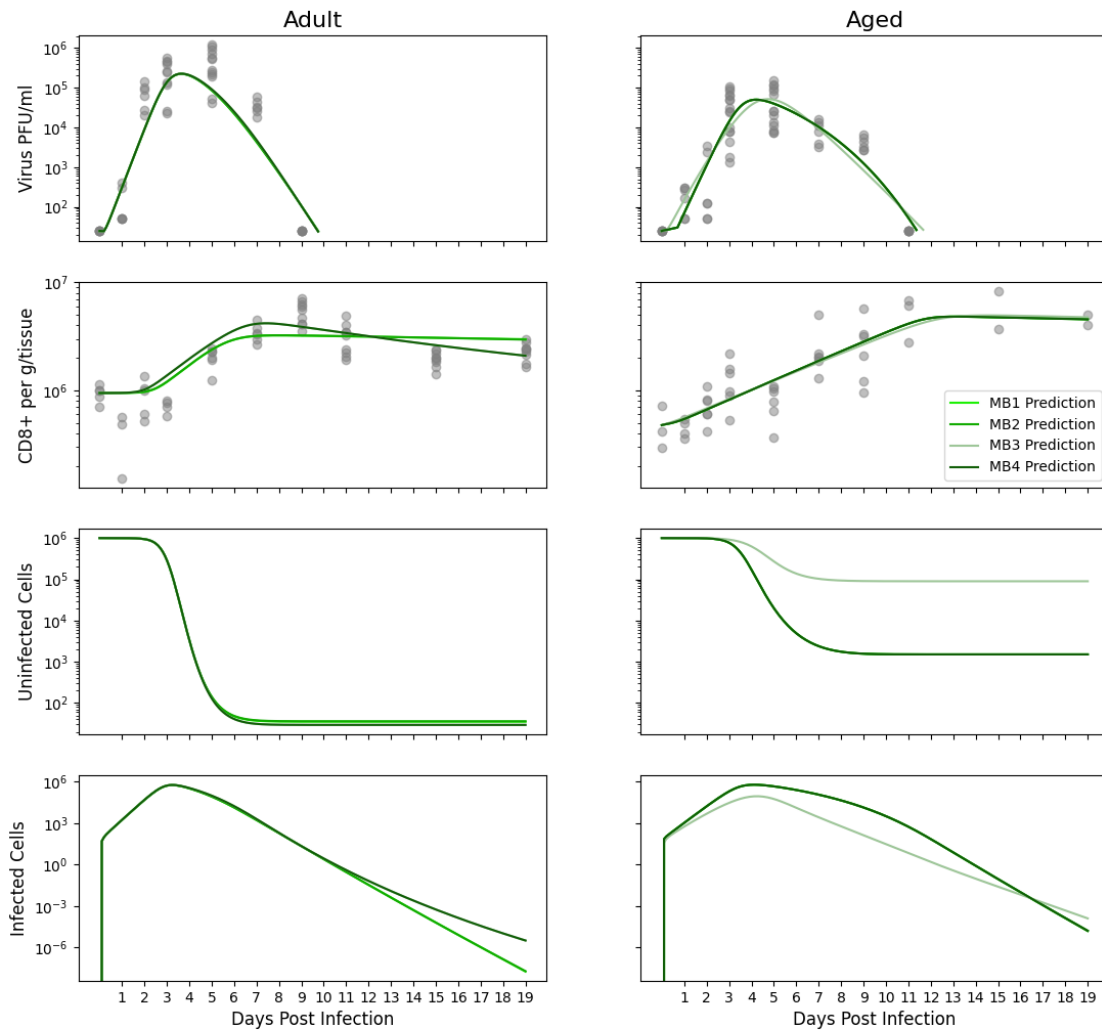 Adult
Aged
Virus PFU/ml
10^6
10^5
10^4
10^3
10^2
CD8+ per g/tissue
10^7
10^6
MB1 Prediction
MB2 Prediction
MB3 Prediction
MB4 Prediction
Uninfected Cells
10^6
10^5
10^4
10^3
10^2
Infected Cells
10^6
10^3
10^0
10^-3
10^-6
1 2 3 4 5 6 7 8 9 10 11 12 13 14 15 16 17 18 19
1 2 3 4 5 6 7 8 9 10 11 12 13 14 15 16 17 18 19
Days Post Infection
Days Post Infection